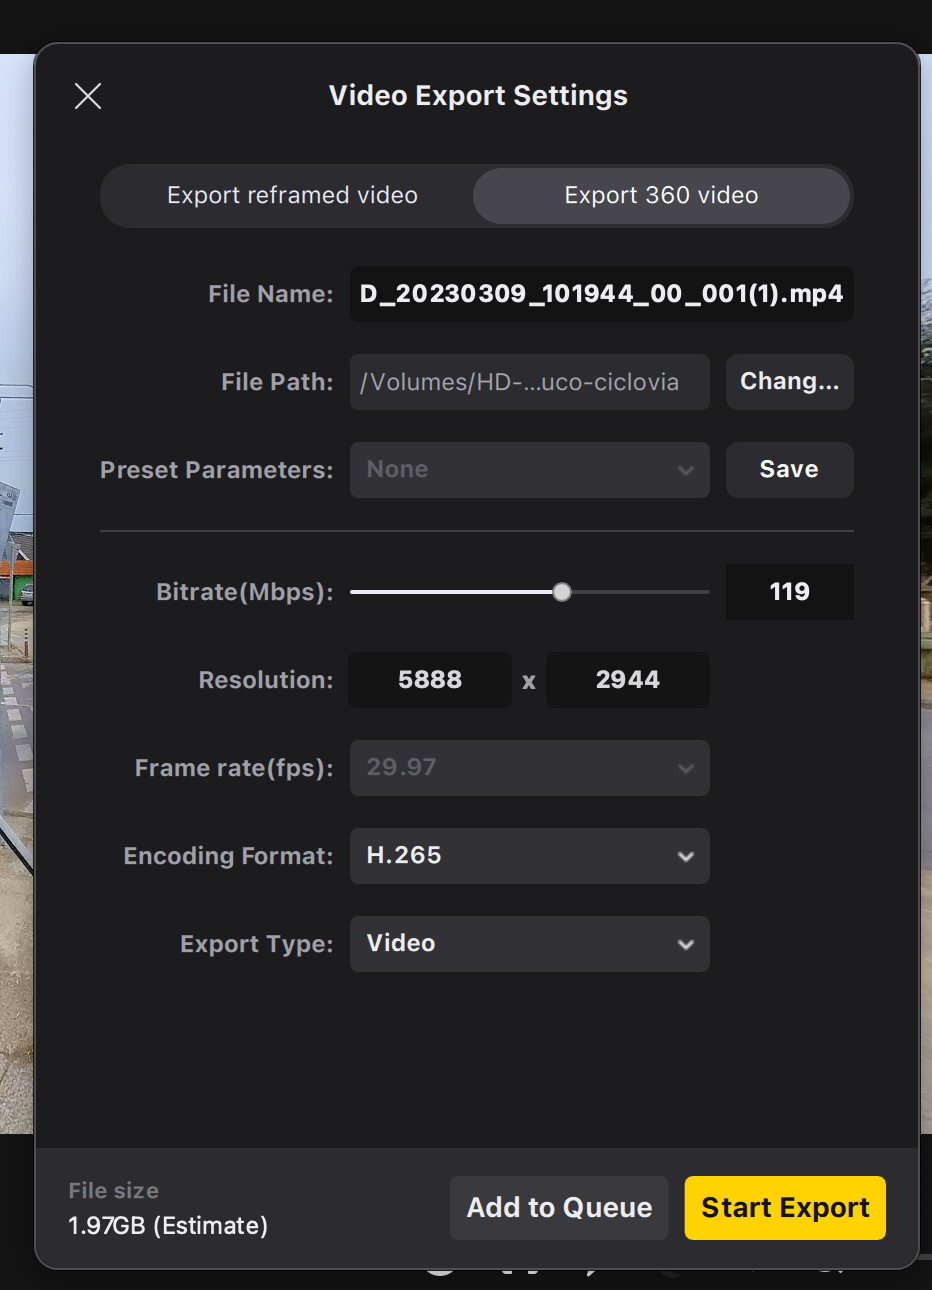 Video Export Settings
Export reframed video
Export 360 video
File Name:
D_20230309_101944_00_001(1).mp4
File Path:
/Volumes/HD-...uco-ciclovia
Chang...
Preset Parameters:
None
Save
Bitrate(Mbps):
119
Resolution:
5888 x 2944
Frame rate(fps):
29.97
Encoding Format:
H.265
Export Type:
Video
File size
1.97GB (Estimate)
Add to Queue
Start Export